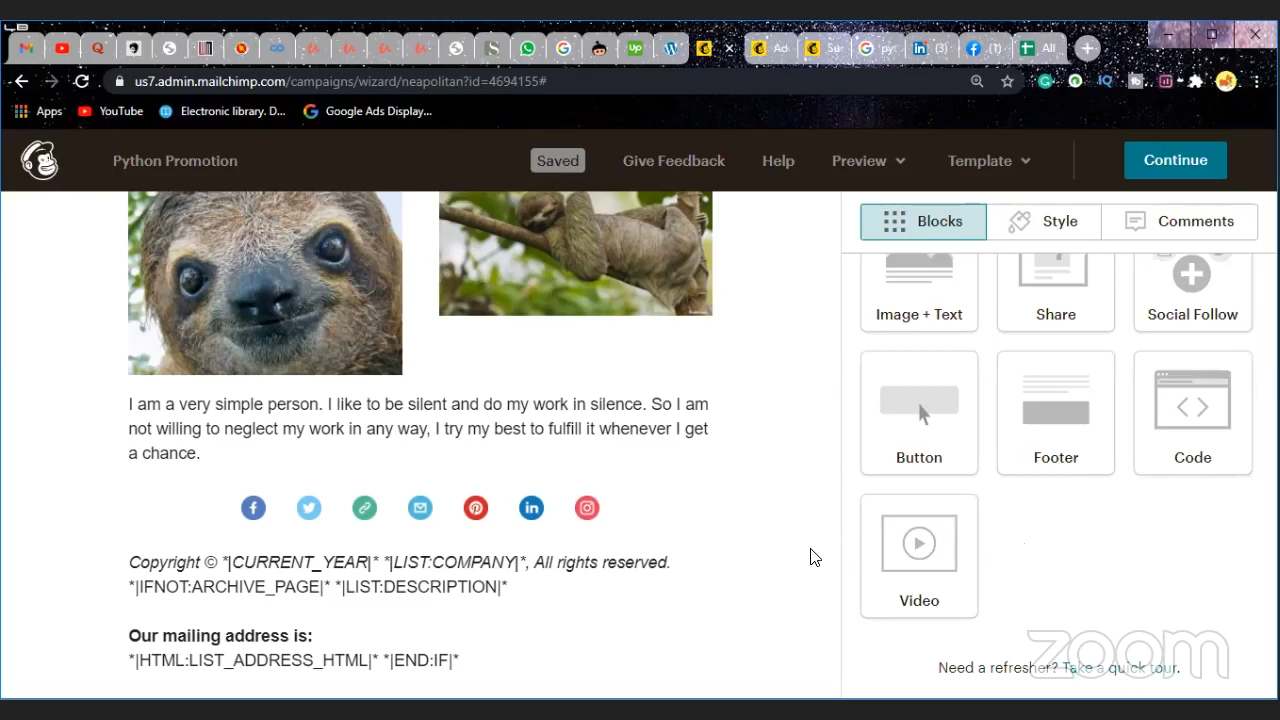 us7.admin.mailchimp.com/campaigns/wizard/neapolitan?id=4694155#
Apps YouTube Electronic library. D... Google Ads Display...
Python Promotion Saved Give Feedback Help Preview Template Continue
Blocks Style Comments
Image + Text Share Social Follow
Button Footer Code
Video
Need a refresher? Take a quick tour.
I am a very simple person. I like to be silent and do my work in silence. So I am
not willing to neglect my work in any way, I try my best to fulfill it whenever I get
a chance.
Copyright © *|CURRENT_YEAR|* *|LIST:COMPANY|*, All rights reserved.
*|IFNOT:ARCHIVE_PAGE|* *|LIST:DESCRIPTION|*
Our mailing address is:
*|HTML:LIST_ADDRESS_HTML|* *|END:IF|*
zoom